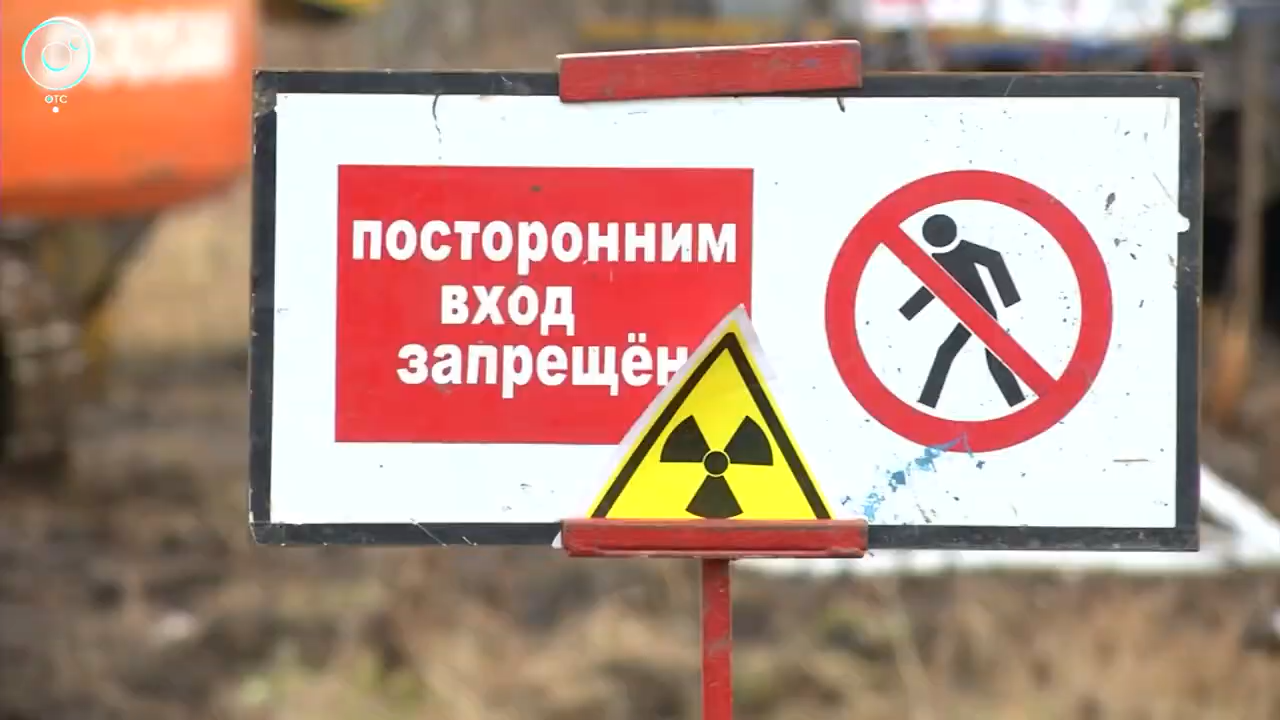 ОТС
посторонним
вход
запрещён